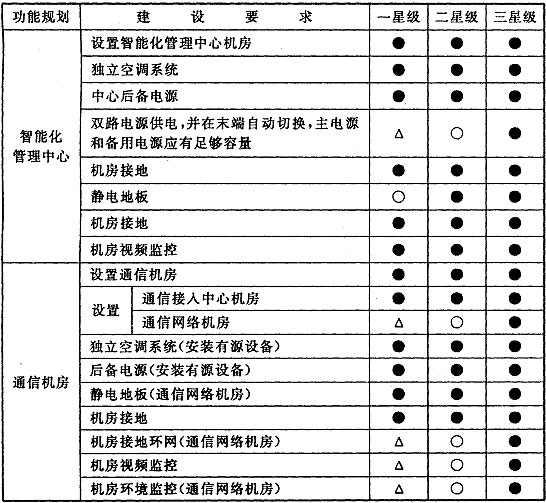 功能规划 建设要求 一星级 二星级 三星级
智能化
管理中心
设置智能化管理中心机房 ● ● ●
独立空调系统 ● ● ●
中心后备电源 ● ● ●
双路电源供电,并在末端自动切换,主电源
和备用电源应有足够容量 △ ○ ●
机房接地 ● ● ●
静电地板 ○ ● ●
机房接地 ● ● ●
机房视频监控 ● ● ●
通信机房
设置通信机房 ● ● ●
设置
通信接入中心机房 ● ● ●
通信网络机房 △ ○ ●
独立空调系统(安装有源设备) ● ● ●
后备电源(安装有源设备) ● ● ●
静电地板(通信网络机房) ● ● ●
机房接地 ● ● ●
机房接地环网(通信网络机房) △ ○ ●
机房视频监控 △ ○ ●
机房环境监控(通信网络机房) △ ○ ●